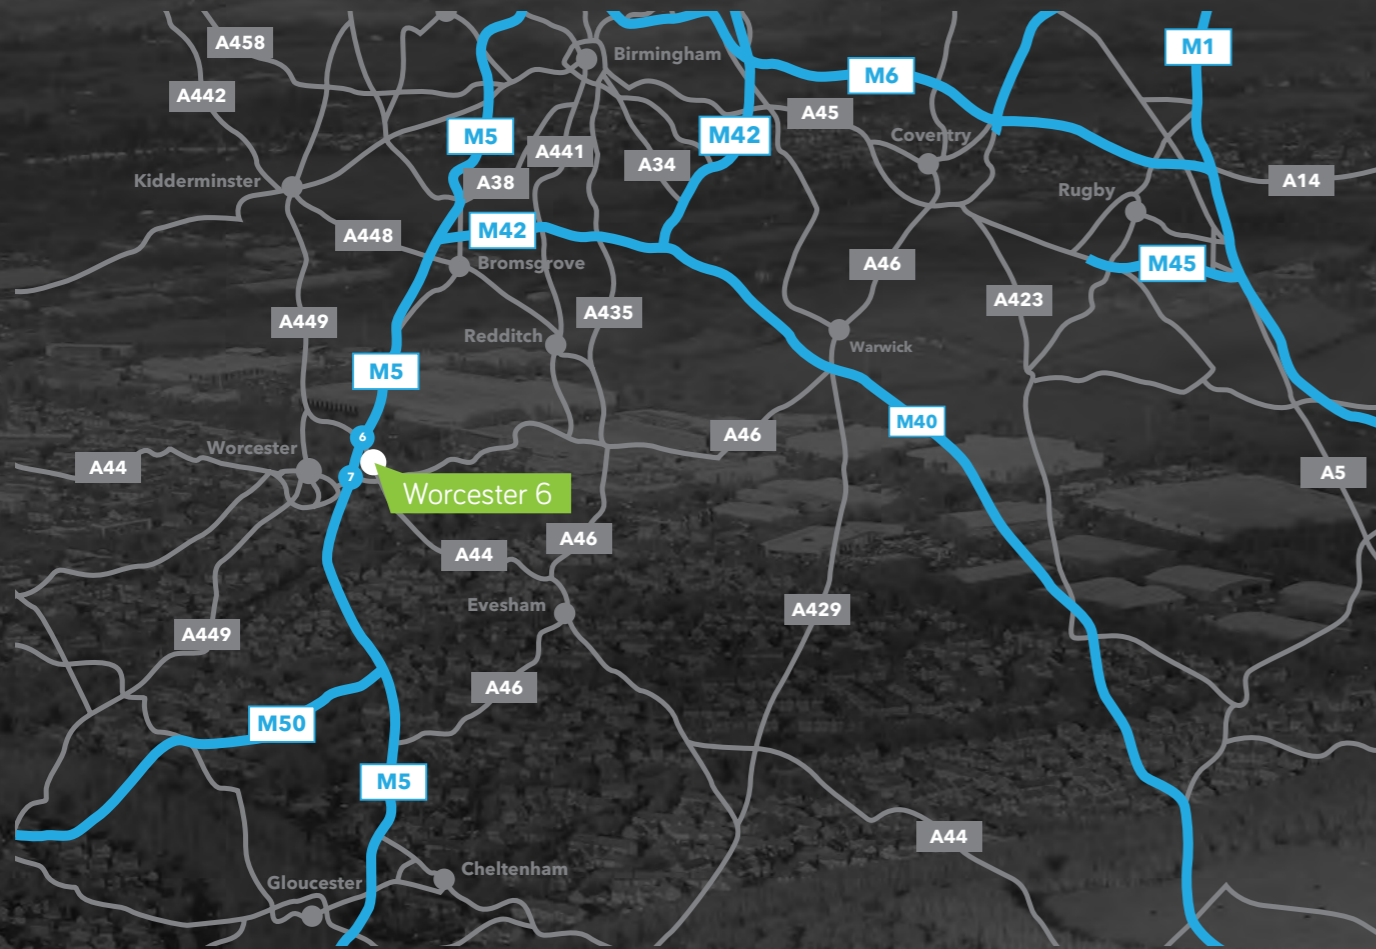 A458
M1
Birmingham
M6
A442
A45
M5
M42
Coventry
A441
A34
Kidderminster
A38
A14
Rugby
A448
M42
Bromsgrove
A46
M45
A423
A449
A435
Redditch
Warwick
M5
M40
6
A46
Worcester
A44
7
A5
Worcester 6
A46
A44
Evesham
A429
A449
A46
M50
M5
A44
Cheltenham
Gloucester